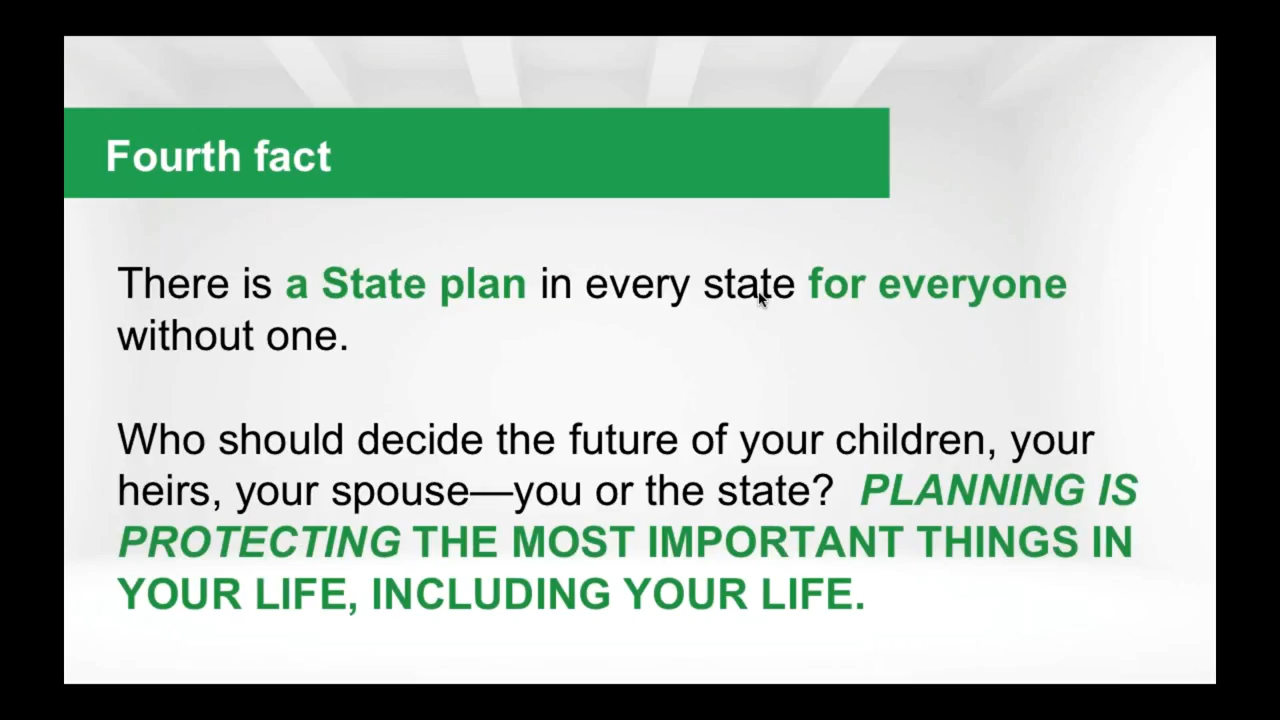 Fourth fact
There is a State plan in every state for everyone
without one.
Who should decide the future of your children, your
heirs, your spouse—you or the state? PLANNING IS
PROTECTING THE MOST IMPORTANT THINGS IN
YOUR LIFE, INCLUDING YOUR LIFE.